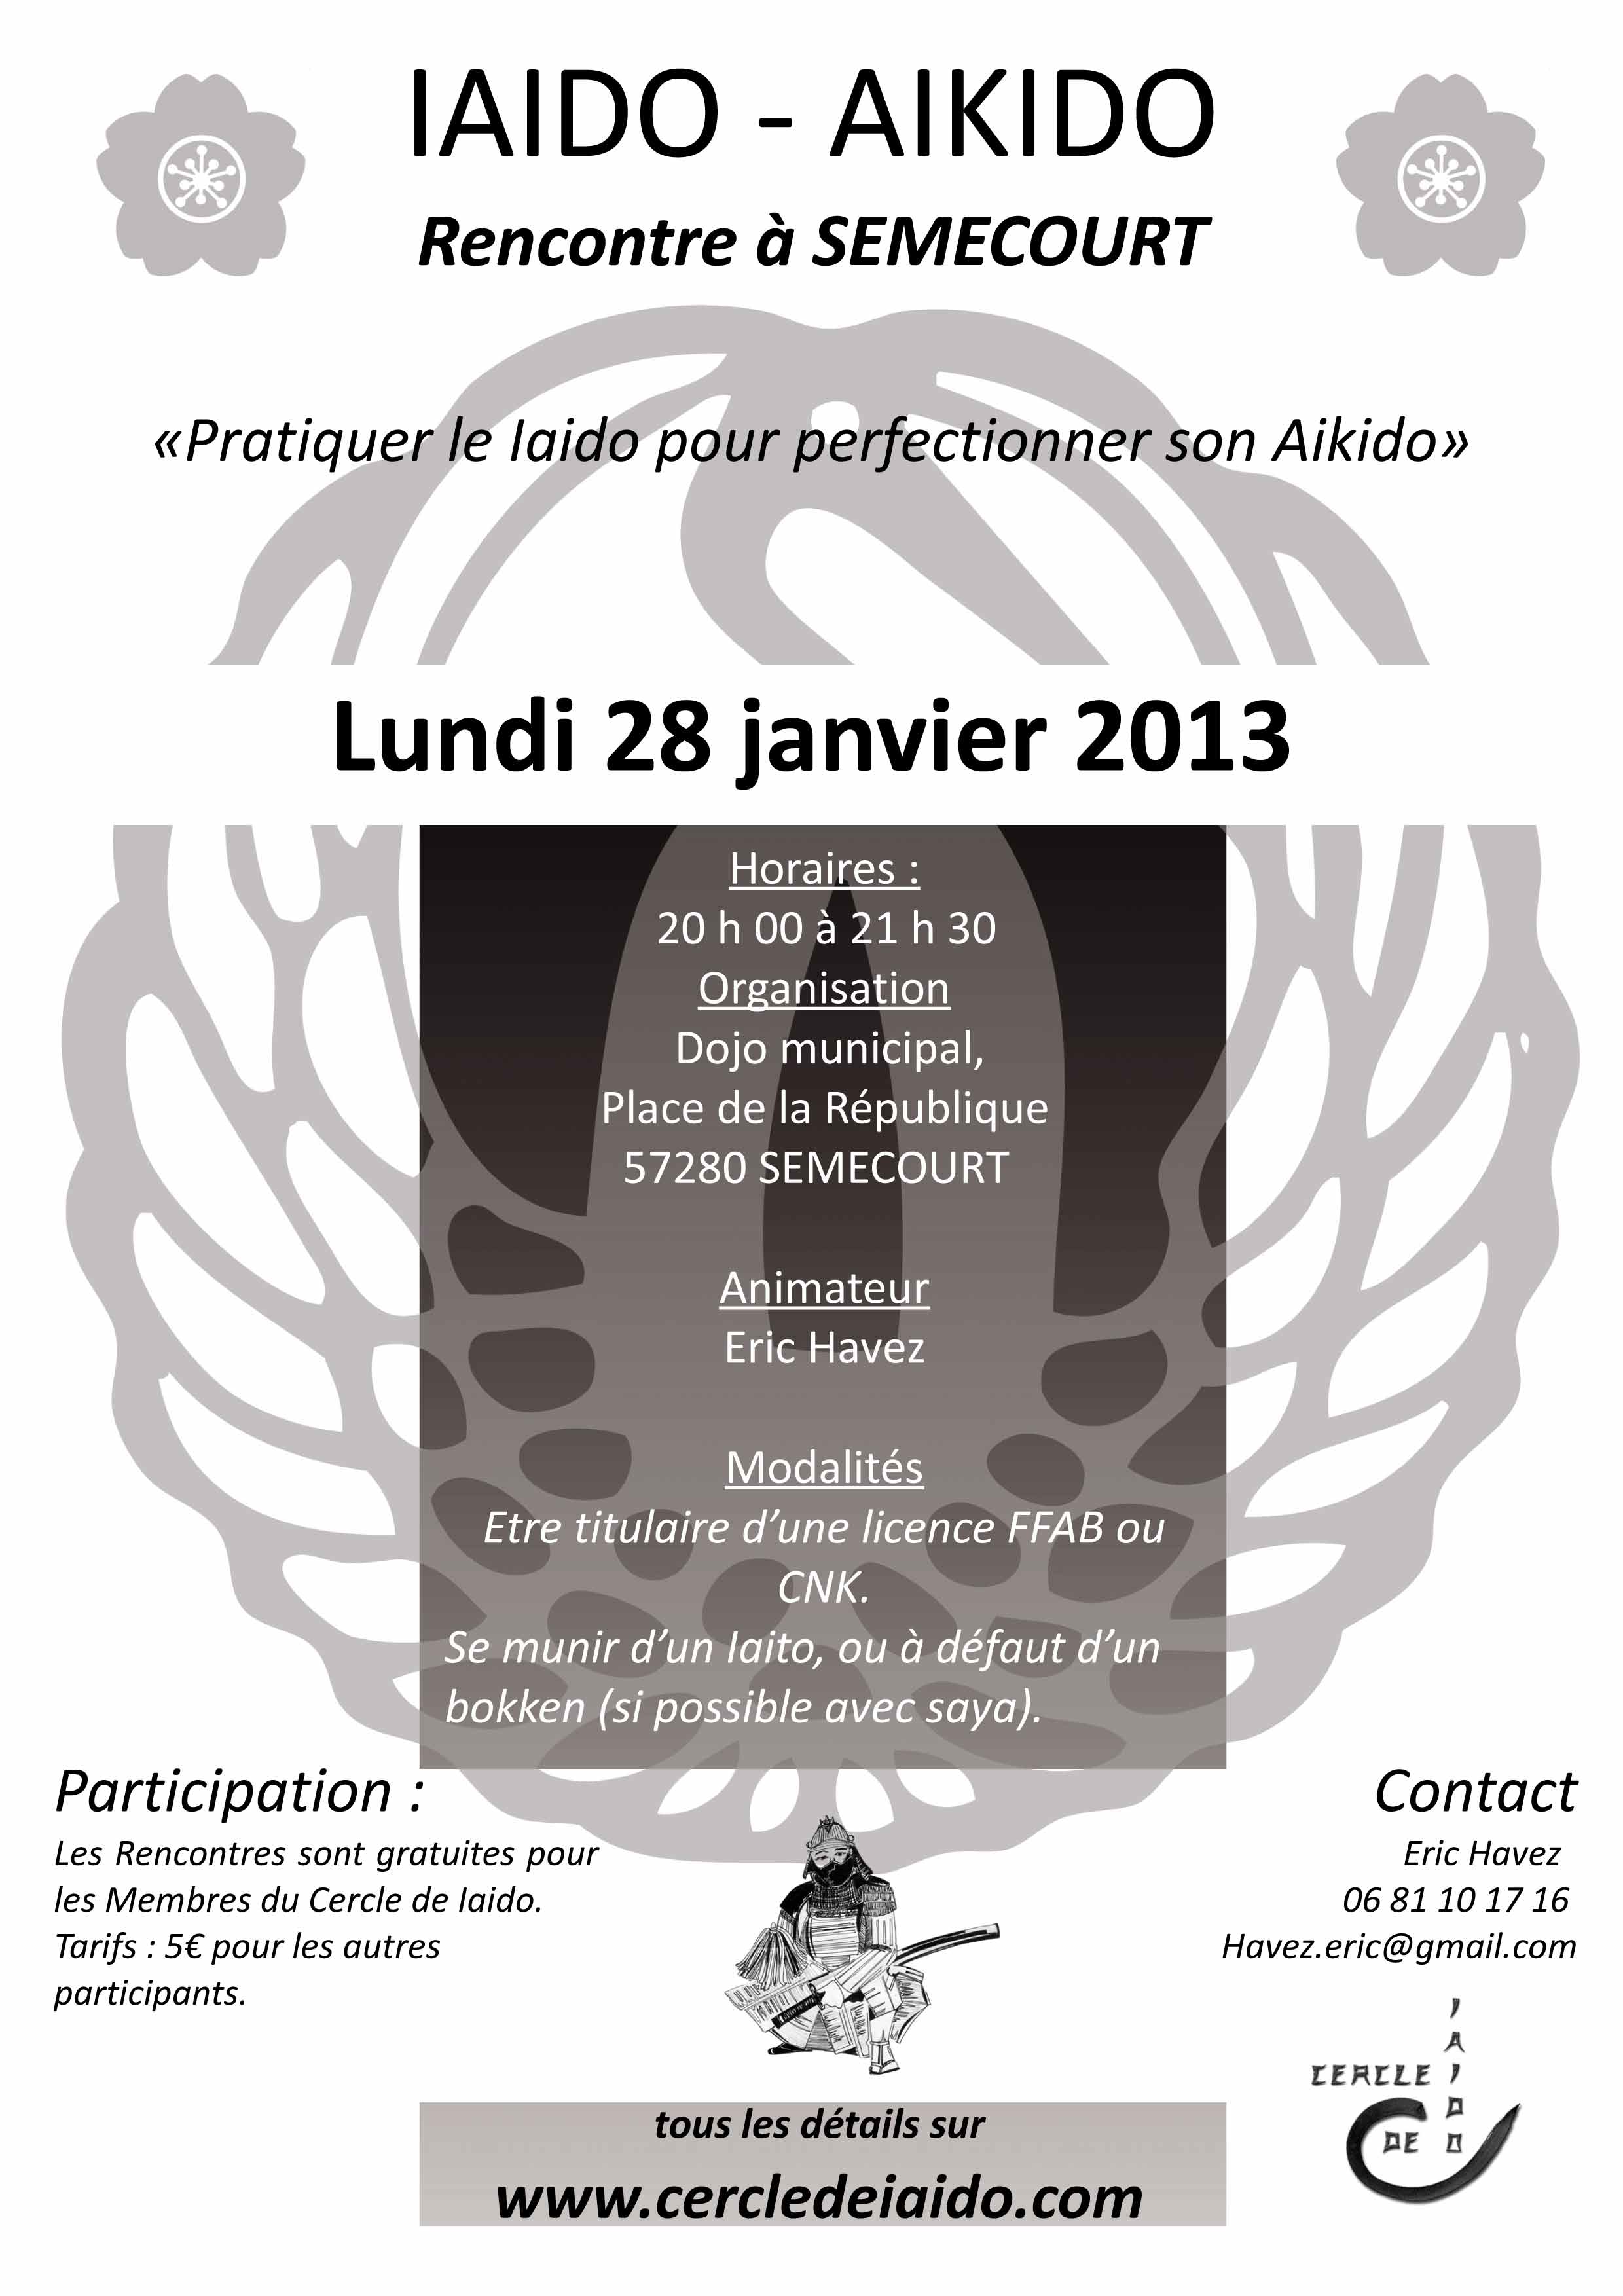 IAIDO - AIKIDO
Rencontre à SEMECOURT
«Pratiquer le Iaido pour perfectionner son Aikido»
Lundi 28 janvier 2013
Horaires :
20 h 00 à 21 h 30
Organisation
Dojo municipal,
Place de la République
57280 SEMECOURT
Animateur
Eric Havez
Modalités
Etre titulaire d’une licence FFAB ou
CNK.
Se munir d’un Iaito, ou à défaut d’un
bokken (si possible avec saya).
Participation :
Les Rencontres sont gratuites pour
les Membres du Cercle de Iaido.
Tarifs : 5€ pour les autres
participants.
Contact
Eric Havez
06 81 10 17 16
Havez.eric@gmail.com
CERCLE
DE
IAIDO
tous les détails sur
www.cercledeiaido.com